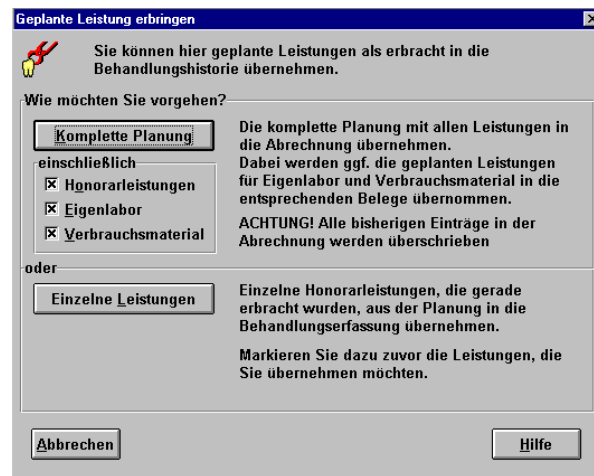 Geplante Leistung erbringen
Sie können hier geplante Leistungen als erbracht in die
Behandlungshistorie übernehmen.
Wie möchten Sie vorgehen?
Komplette Planung
einschließlich
Honorarleistungen
Eigenlabor
Verbrauchsmaterial
Die komplette Planung mit allen Leistungen in
die Abrechnung übernehmen.
Dabei werden ggf. die geplanten Leistungen
für Eigenlabor und Verbrauchsmaterial in die
entsprechenden Belege übernommen.
ACHTUNG! Alle bisherigen Einträge in der
Abrechnung werden überschrieben
oder
Einzelne Leistungen
Einzelne Honorarleistungen, die gerade
erbracht wurden, aus der Planung in die
Behandlungserfassung übernehmen.
Markieren Sie dazu zuvor die Leistungen, die
Sie übernehmen möchten.
Abbrechen
Hilfe